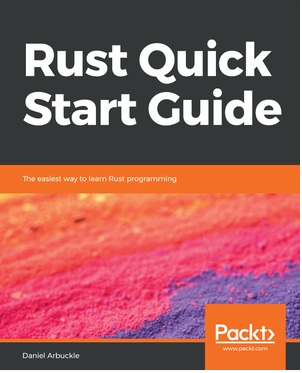 Rust Quick
Start Guide
The easiest way to learn Rust programming
Packt>
www.packt.com
Daniel Arbuckle